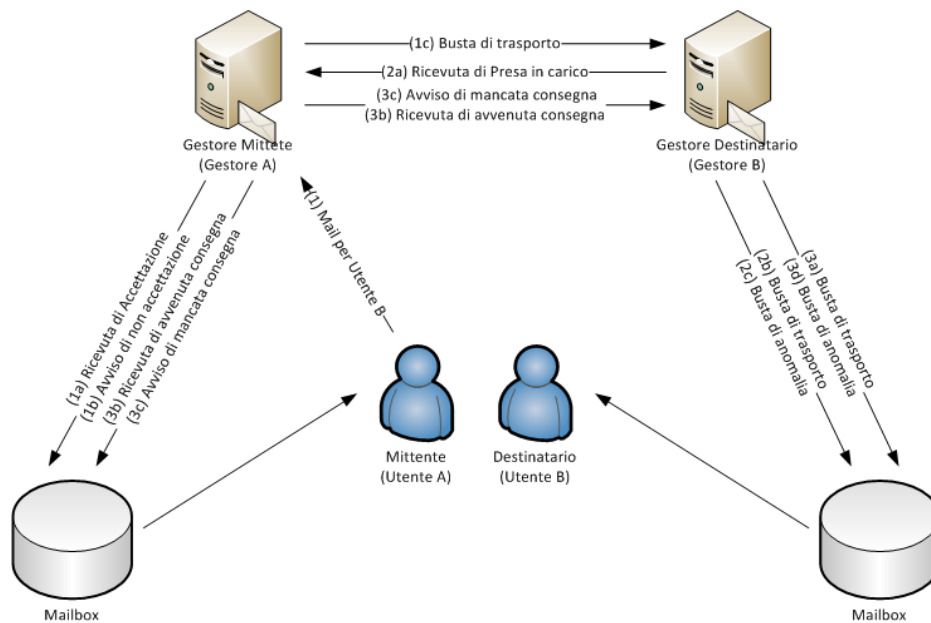 (1c) Busta di trasporto
(2a) Ricevuta di Presa in carico
(3c) Avviso di mancata consegna
(3b) Ricevuta di avvenuta consegna
Gestore Mittete
(Gestore A)
Gestore Destinatario
(Gestore B)
(1) Mail per Utente B
(1a) Ricevuta di Accettazione
(1b) Avviso di non accettazione
(3b) Ricevuta di avvenuta consegna
(3c) Avviso di mancata consegna
(2c) Busta di anomalia
(2b) Busta di trasporto
(3d) Busta di anomalia
(3a) Busta di trasporto
Mittente
(Utente A)
Destinatario
(Utente B)
Mailbox
Mailbox